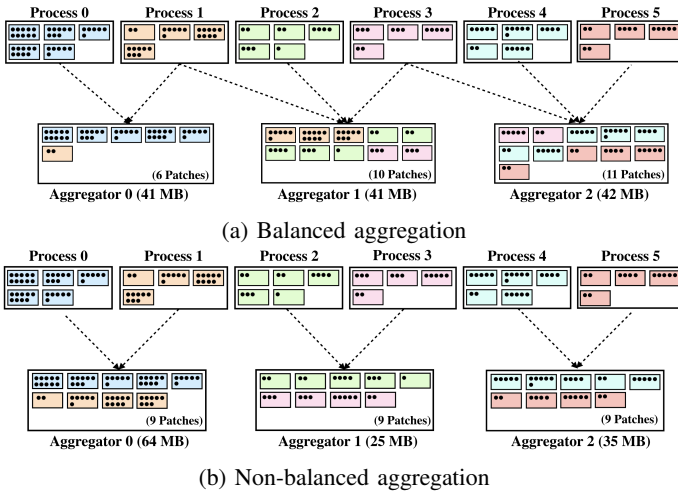 Process 0 Process 1 Process 2 Process 3 Process 4 Process 5
(6 Patches) (10 Patches) (11 Patches)
Aggregator 0 (41 MB) Aggregator 1 (41 MB) Aggregator 2 (42 MB)
(a) Balanced aggregation
Process 0 Process 1 Process 2 Process 3 Process 4 Process 5
(9 Patches) (9 Patches) (9 Patches)
Aggregator 0 (64 MB) Aggregator 1 (25 MB) Aggregator 2 (35 MB)
(b) Non-balanced aggregation